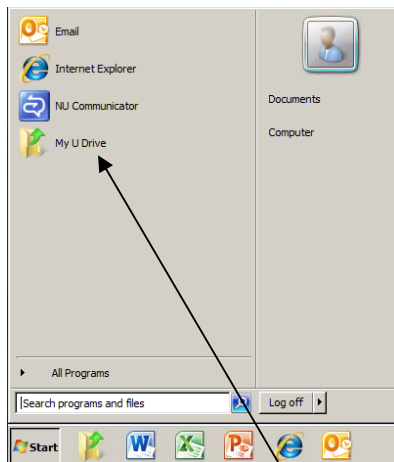 Email
Internet Explorer
NU Communicator
My U Drive
Documents
Computer
All Programs
Search programs and files
Log off
Start